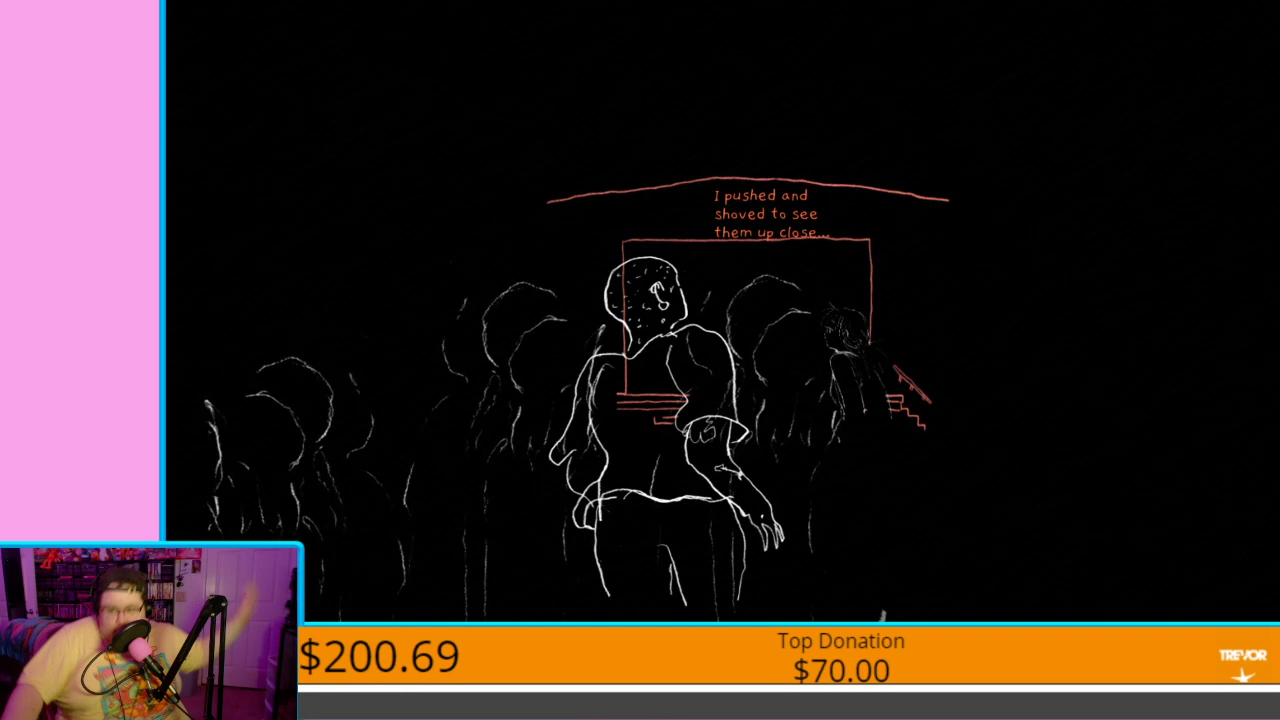 I pushed and
shoved to see
them up close...
$200.69
Top Donation
$70.00
TREVOR